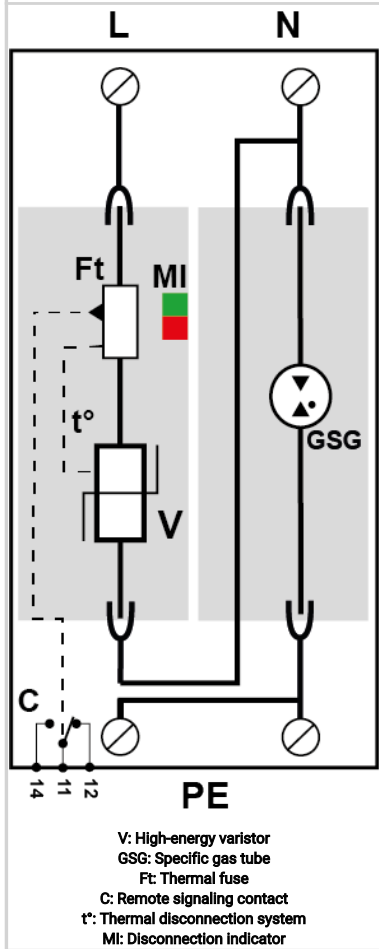 L N
Ft MI
t°
GSG
V
C
14 11 12
PE
V: High-energy varistor
GSG: Specific gas tube
Ft: Thermal fuse
C: Remote signaling contact
t°: Thermal disconnection system
MI: Disconnection indicator